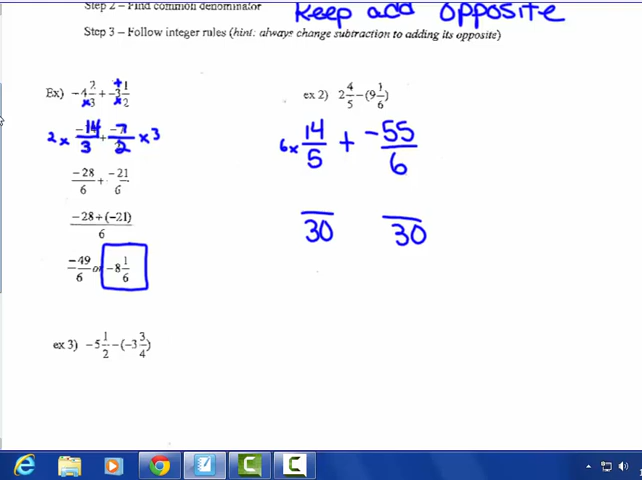 Step 2 – Find common denominator
Keep add opposite
Step 3 – Follow integer rules (hint: always change subtraction to adding its opposite)
Ex) -4 2/3 + -3 1/2
2 × -14/3 + -7/2 × 3
-28/6 + -21/6
-28+(-21)/6
-49/6 or -8 1/6
ex 2) 2 4/5 – (9 1/6)
6× 14/5 + -55/6
30 30
ex 3) -5 1/2 – (-3 3/4)